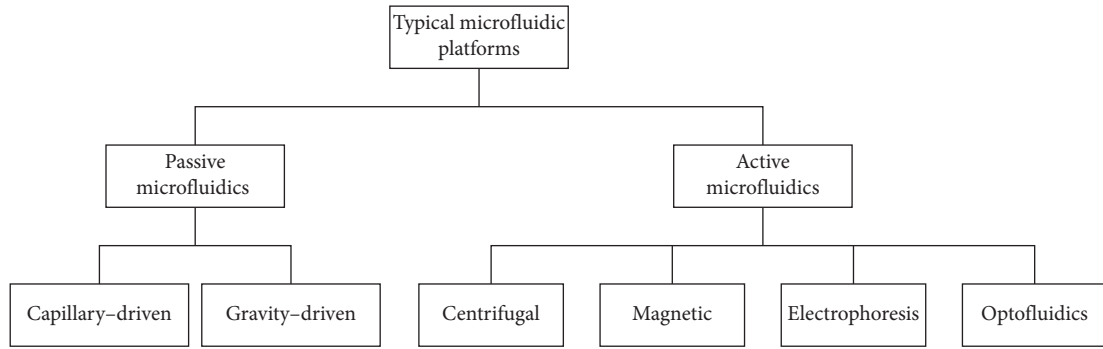 Typical microfluidic
platforms
Passive
microfluidics
Active
microfluidics
Capillary–driven
Gravity–driven
Centrifugal
Magnetic
Electrophoresis
Optofluidics